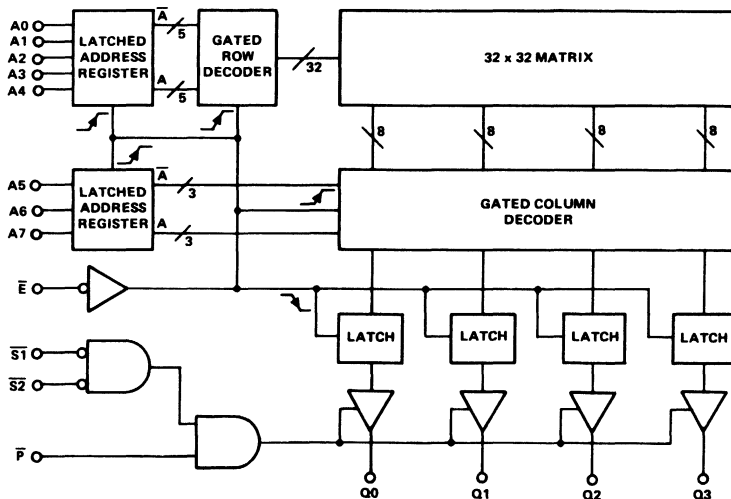 A0
A1
A2
A3
A4
LATCHED
ADDRESS
REGISTER
A̅
5
A
5
GATED
ROW
DECODER
32
32 x 32 MATRIX
8
8
8
8
A5
A6
A7
LATCHED
ADDRESS
REGISTER
A̅
3
A
3
GATED COLUMN
DECODER
E̅
LATCH
LATCH
LATCH
LATCH
S̅1̅
S̅2̅
P̅
Q0
Q1
Q2
Q3